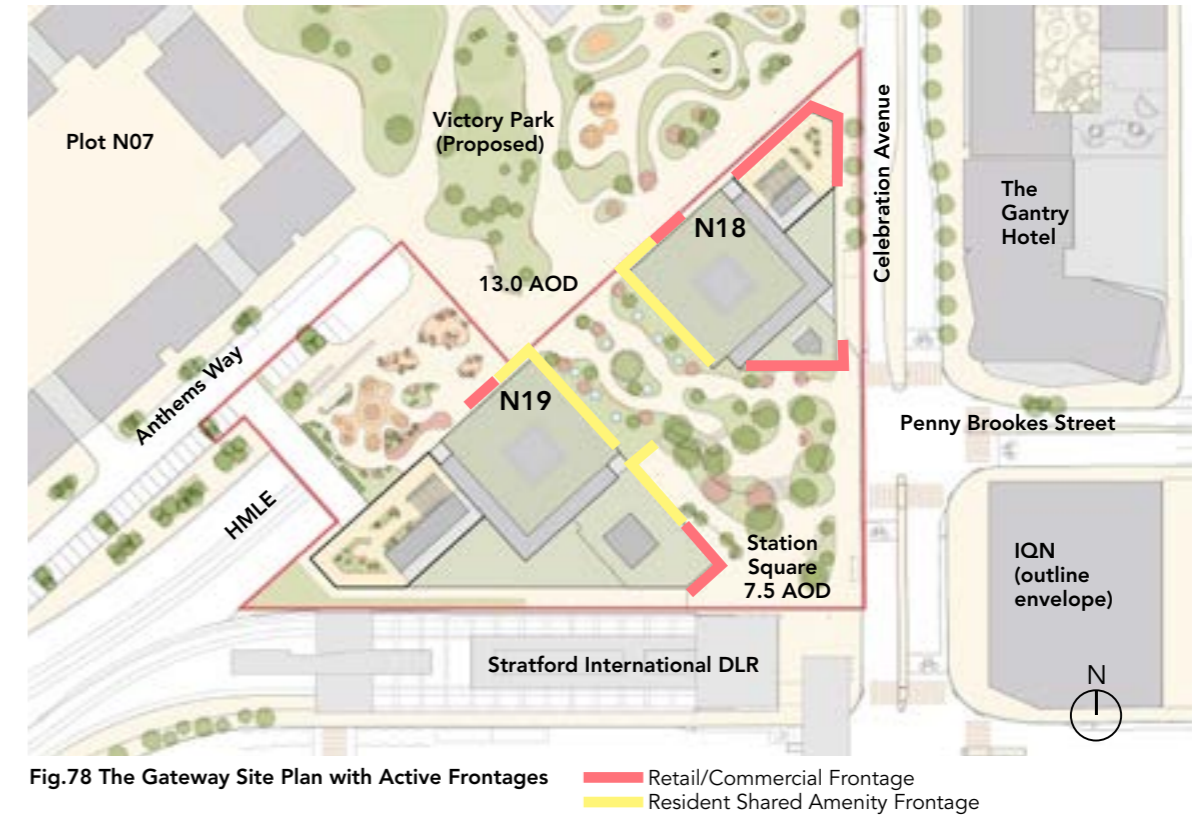 Plot N07
Victory Park
(Proposed)
Celebration Avenue
The
Gantry
Hotel
N18
13.0 AOD
Anthems Way
N19
Penny Brookes Street
HMLE
Station
Square
7.5 AOD
IQN
(outline
envelope)
Stratford International DLR
N
Fig.78 The Gateway Site Plan with Active Frontages
Retail/Commercial Frontage
Resident Shared Amenity Frontage